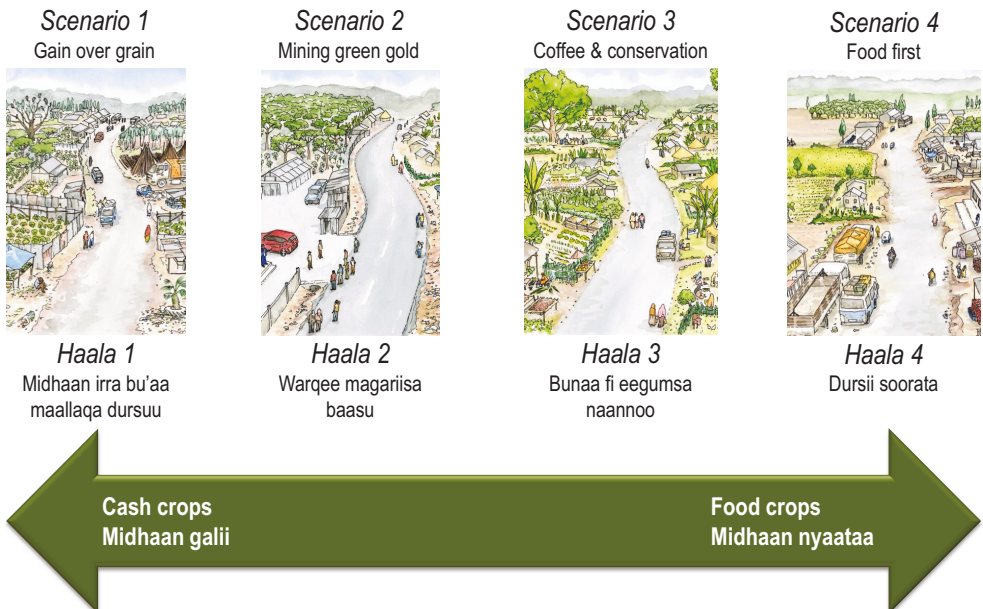 Scenario 1
Gain over grain
Scenario 2
Mining green gold
Scenario 3
Coffee & conservation
Scenario 4
Food first
Haala 1
Midhaan irra bu’aa
maallaqa dursuu
Haala 2
Warqee magariisa
baasu
Haala 3
Bunaa fi eegumsa
naannoo
Haala 4
Dursii soorata
Cash crops
Midhaan galii
Food crops
Midhaan nyaataa